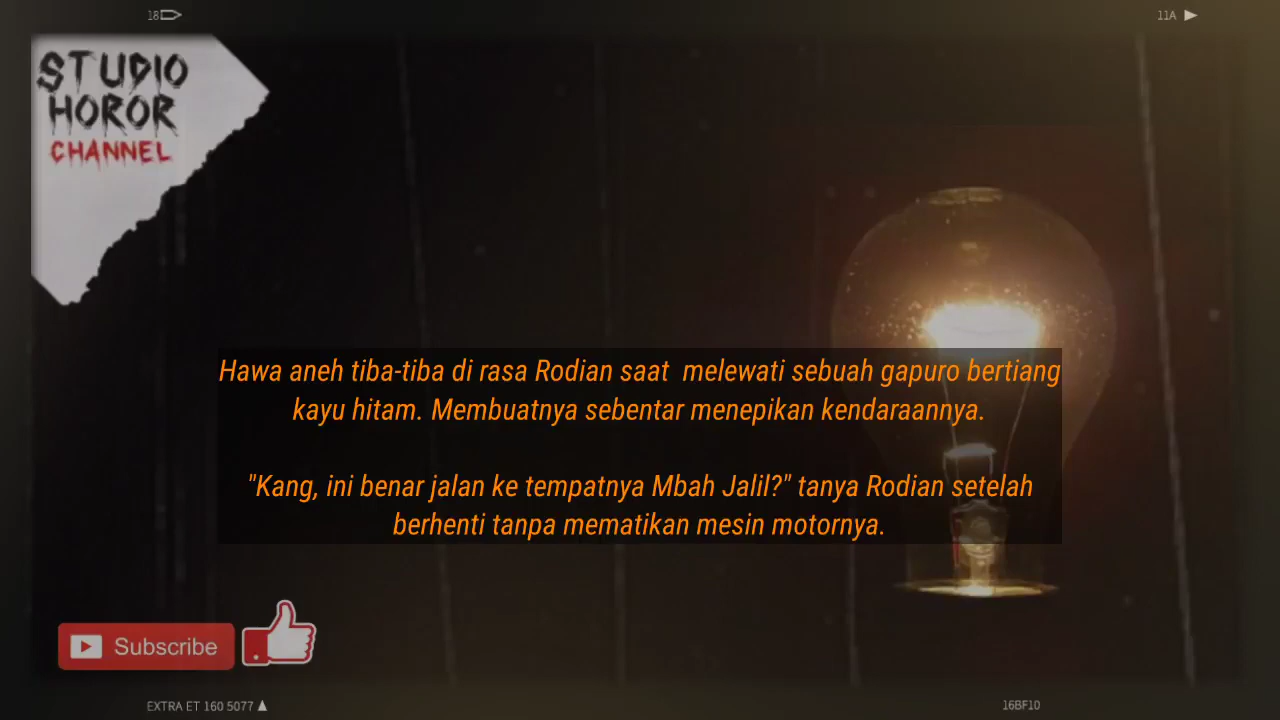 18
11A
STUDIO
HOROR
CHANNEL
Hawa aneh tiba-tiba di rasa Rodian saat  melewati sebuah gapuro bertiang
kayu hitam. Membuatnya sebentar menepikan kendaraannya.
"Kang, ini benar jalan ke tempatnya Mbah Jalil?" tanya Rodian setelah
berhenti tanpa mematikan mesin motornya.
Subscribe
EXTRA ET 160 5077
16BF10